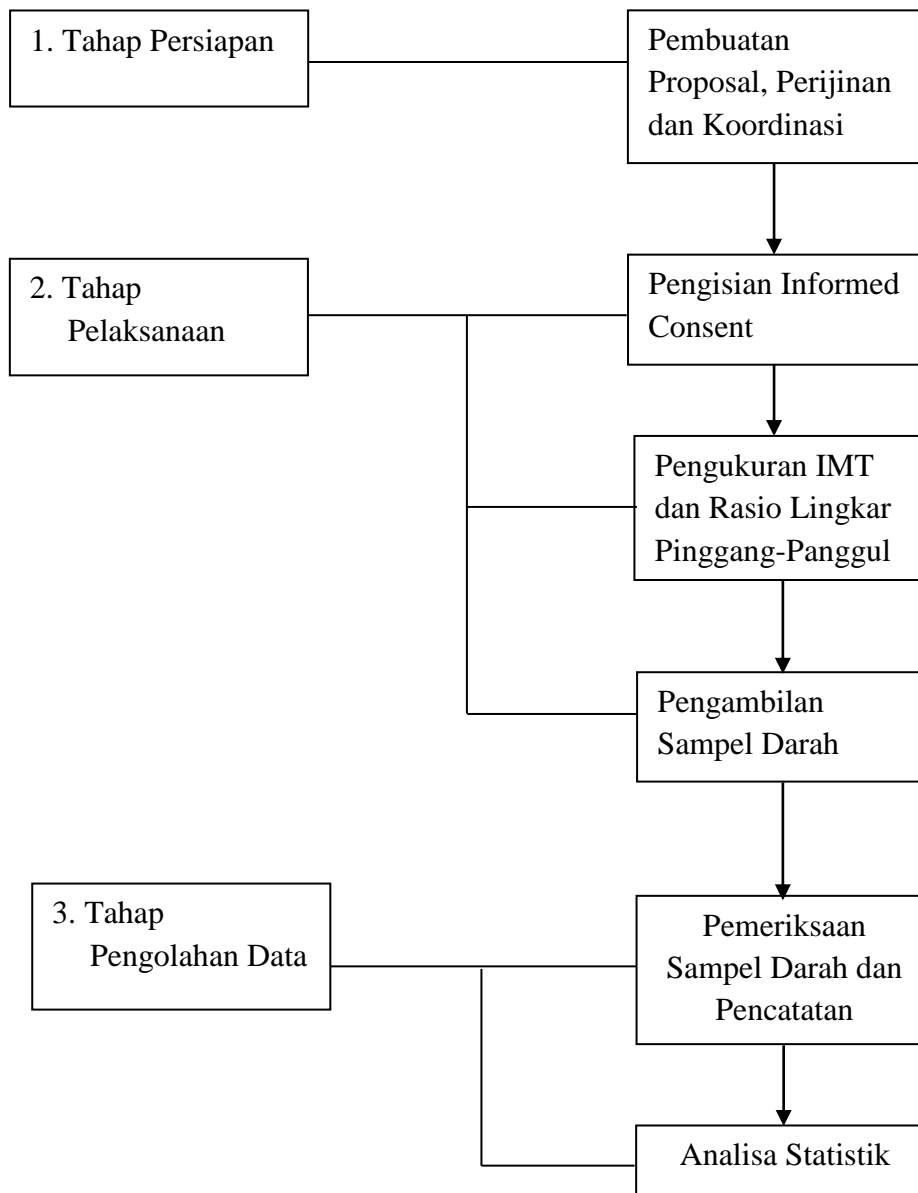 1. Tahap Persiapan
Pembuatan
Proposal, Perijinan
dan Koordinasi
2. Tahap
Pelaksanaan
Pengisian Informed
Consent
Pengukuran IMT
dan Rasio Lingkar
Pinggang-Panggul
Pengambilan
Sampel Darah
3. Tahap
Pengolahan Data
Pemeriksaan
Sampel Darah dan
Pencatatan
Analisa Statistik